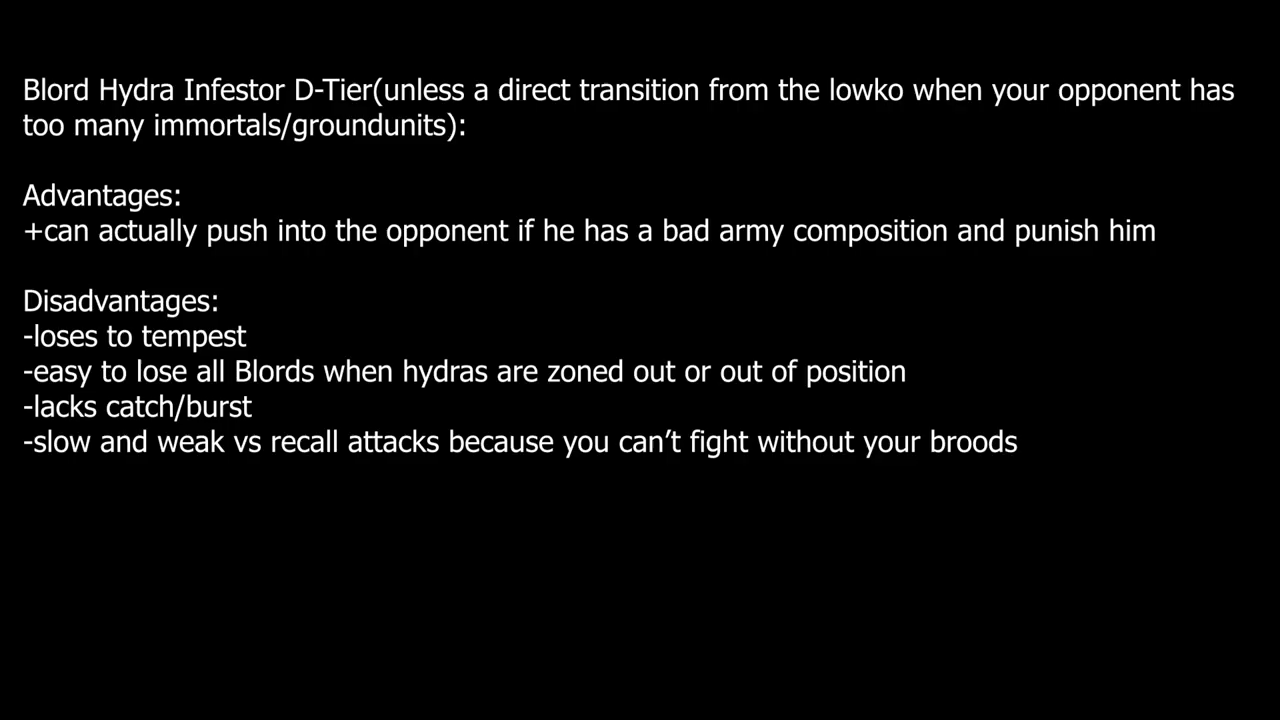 Blord Hydra Infestor D-Tier(unless a direct transition from the lowko when your opponent has
too many immortals/groundunits):
Advantages:
+can actually push into the opponent if he has a bad army composition and punish him
Disadvantages:
-loses to tempest
-easy to lose all Blords when hydras are zoned out or out of position
-lacks catch/burst
-slow and weak vs recall attacks because you can’t fight without your broods